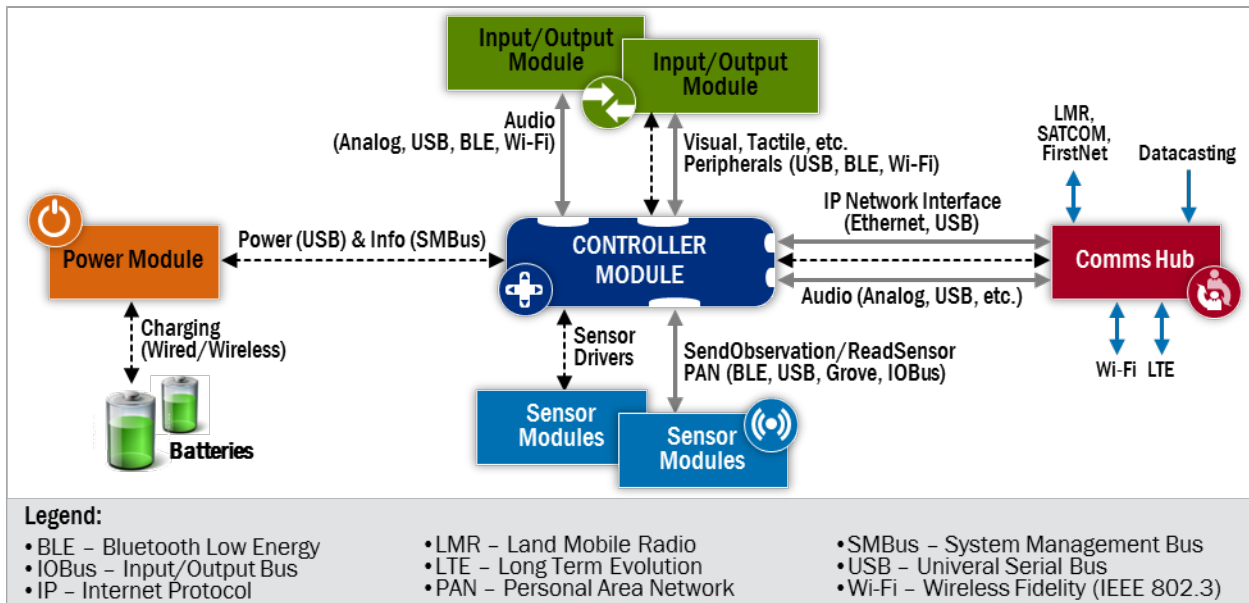 Input/Output
Module
Input/Output
Module
Audio
(Analog, USB, BLE, Wi-Fi)
Visual, Tactile, etc.
Peripherals (USB, BLE, Wi-Fi)
LMR,
SATCOM,
FirstNet
Datacasting
IP Network Interface
(Ethernet, USB)
Power Module
Power (USB) & Info (SMBus)
CONTROLLER
MODULE
Comms Hub
Audio (Analog, USB, etc.)
Charging
(Wired/Wireless)
Sensor
Drivers
SendObservation/ReadSensor
PAN (BLE, USB, Grove, IOBus)
Wi-Fi
LTE
Batteries
Sensor
Modules
Sensor
Modules
Legend:
• BLE – Bluetooth Low Energy
• IOBus – Input/Output Bus
• IP – Internet Protocol
• LMR – Land Mobile Radio
• LTE – Long Term Evolution
• PAN – Personal Area Network
• SMBus – System Management Bus
• USB – Univeral Serial Bus
• Wi-Fi – Wireless Fidelity (IEEE 802.3)